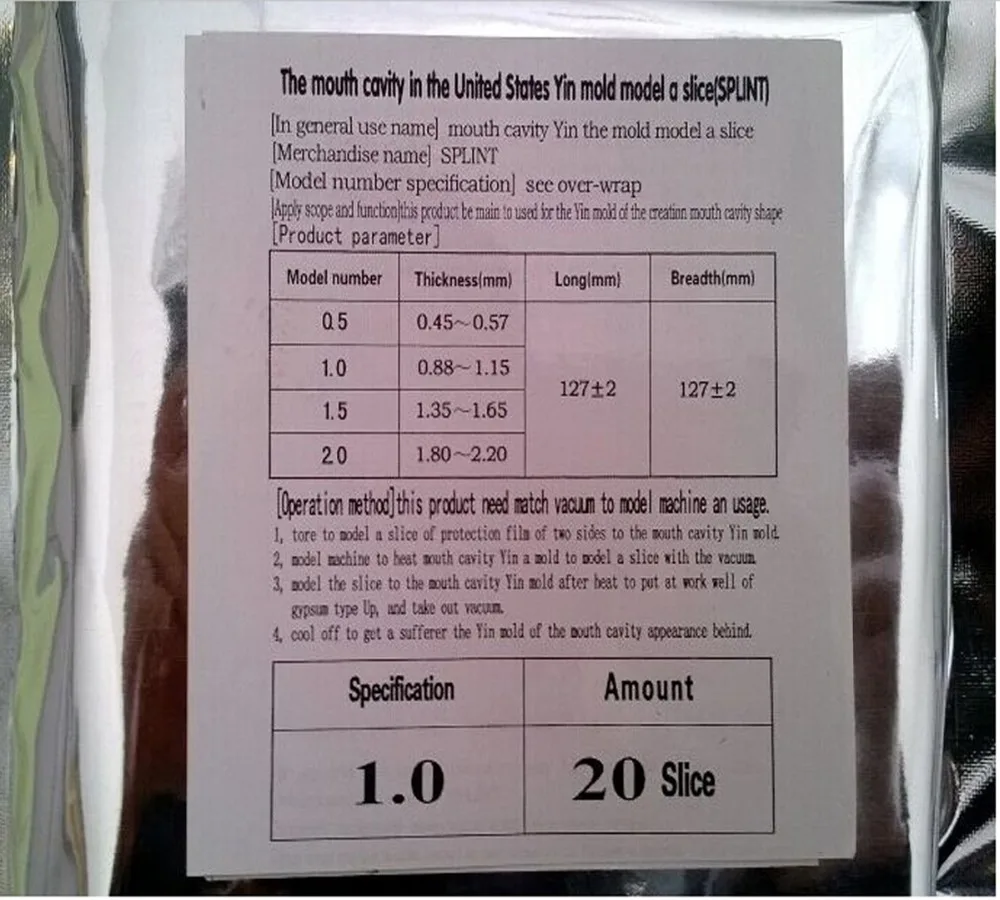 The mouth cavity in the United States Yin mold model a slice(SPLINT)
[In general use name] mouth cavity Yin the mold model a slice
[Merchandise name] SPLINT
[Model number specification] see over-wrap
[Apply scope and function]this product be main to used for the Yin mold of the creation mouth cavity shape
[Product parameter]
Model number Thickness(mm) Long(mm) Breadth(mm)
0.5 0.45～0.57
1.0 0.88～1.15
127±2 127±2
1.5 1.35～1.65
2.0 1.80～2.20
[Operation method]this product need match vacuum to model machine an usage.
1, tore to model a slice of protection film of two sides to the mouth cavity Yin mold.
2, model machine to heat mouth cavity Yin a mold to model a slice with the vacuum.
3, model the slice to the mouth cavity Yin mold after heat to put at work well of
gypsum type Up, and take out vacuum.
4, cool off to get a sufferer the Yin mold of the mouth cavity appearance behind.
Specification Amount
1.0 20 Slice